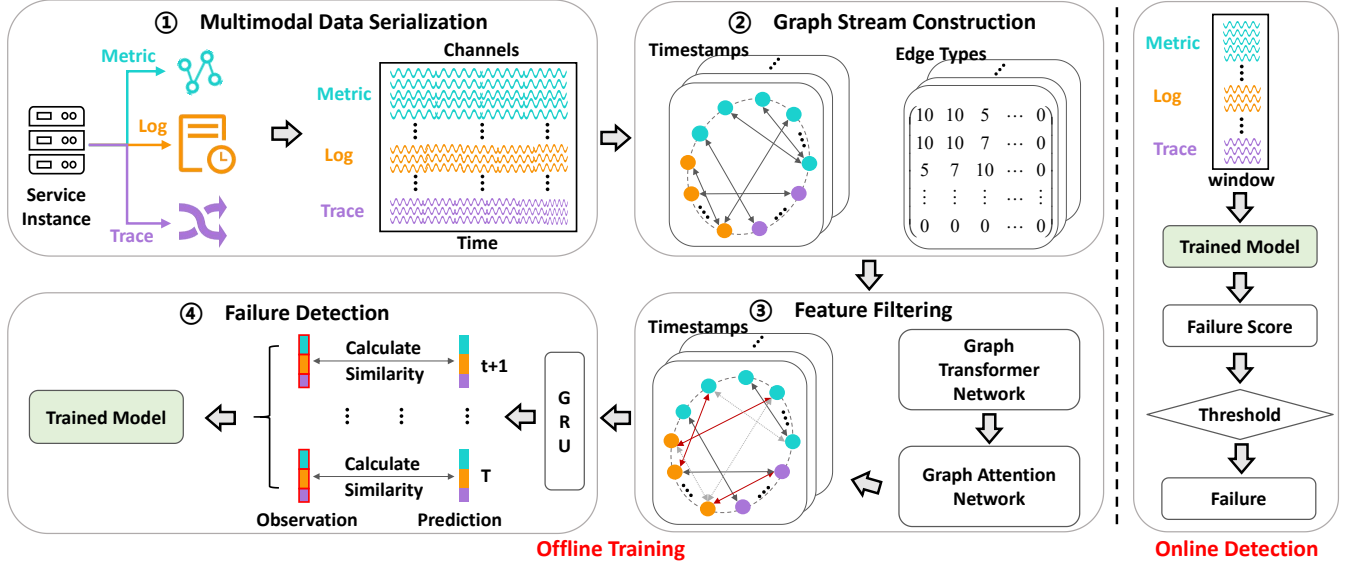 ① Multimodal Data Serialization
Metric
Log
Trace
Service
Instance
Channels
Metric
Log
Trace
Time
② Graph Stream Construction
Timestamps
Edge Types
10 10 5 ⋯ 0
10 10 7 ⋯ 0
5 7 10 ⋯ 0
⋮ ⋮ ⋮ ⋮
0 0 0 ⋯ 0
③ Feature Filtering
Timestamps
Graph
Transformer
Network
Graph Attention
Network
④ Failure Detection
Trained Model
Calculate
Similarity
t+1
Calculate
Similarity
T
Observation
Prediction
G
R
U
Offline Training
Metric
Log
Trace
window
Trained Model
Failure Score
Threshold
Failure
Online Detection